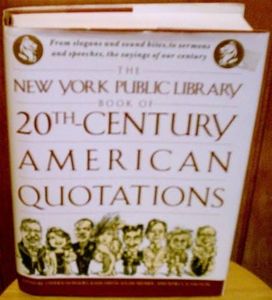 From slogans and sound bites, to sermons
and speeches, the sayings of our century
THE
NEW YORK PUBLIC LIBRARY
BOOK OF
20TH-CENTURY
AMERICAN
QUOTATIONS